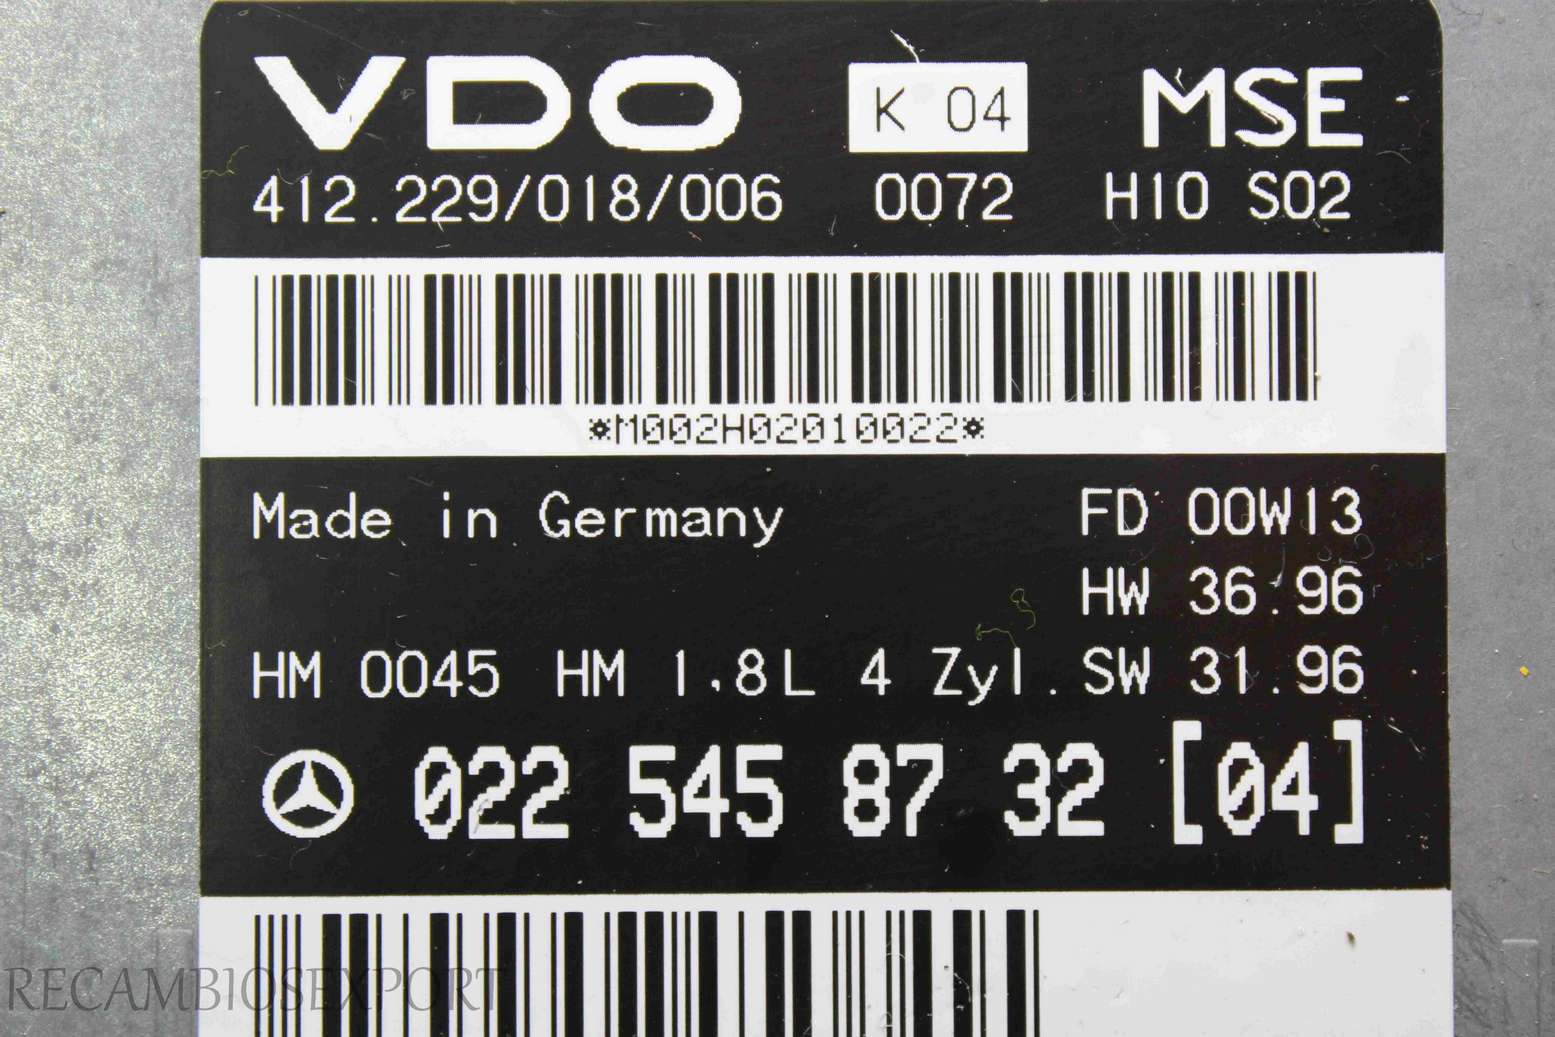 VDO K 04 MSE
412.229/018/006 0072 H10 S02
*M002H02010022*
Made in Germany FD 00W13
HW 36.96
HM 0045 HM 1.8L 4 Zyl. SW 31.96
022 545 87 32 [04]
RECAMBIOSEXPORT